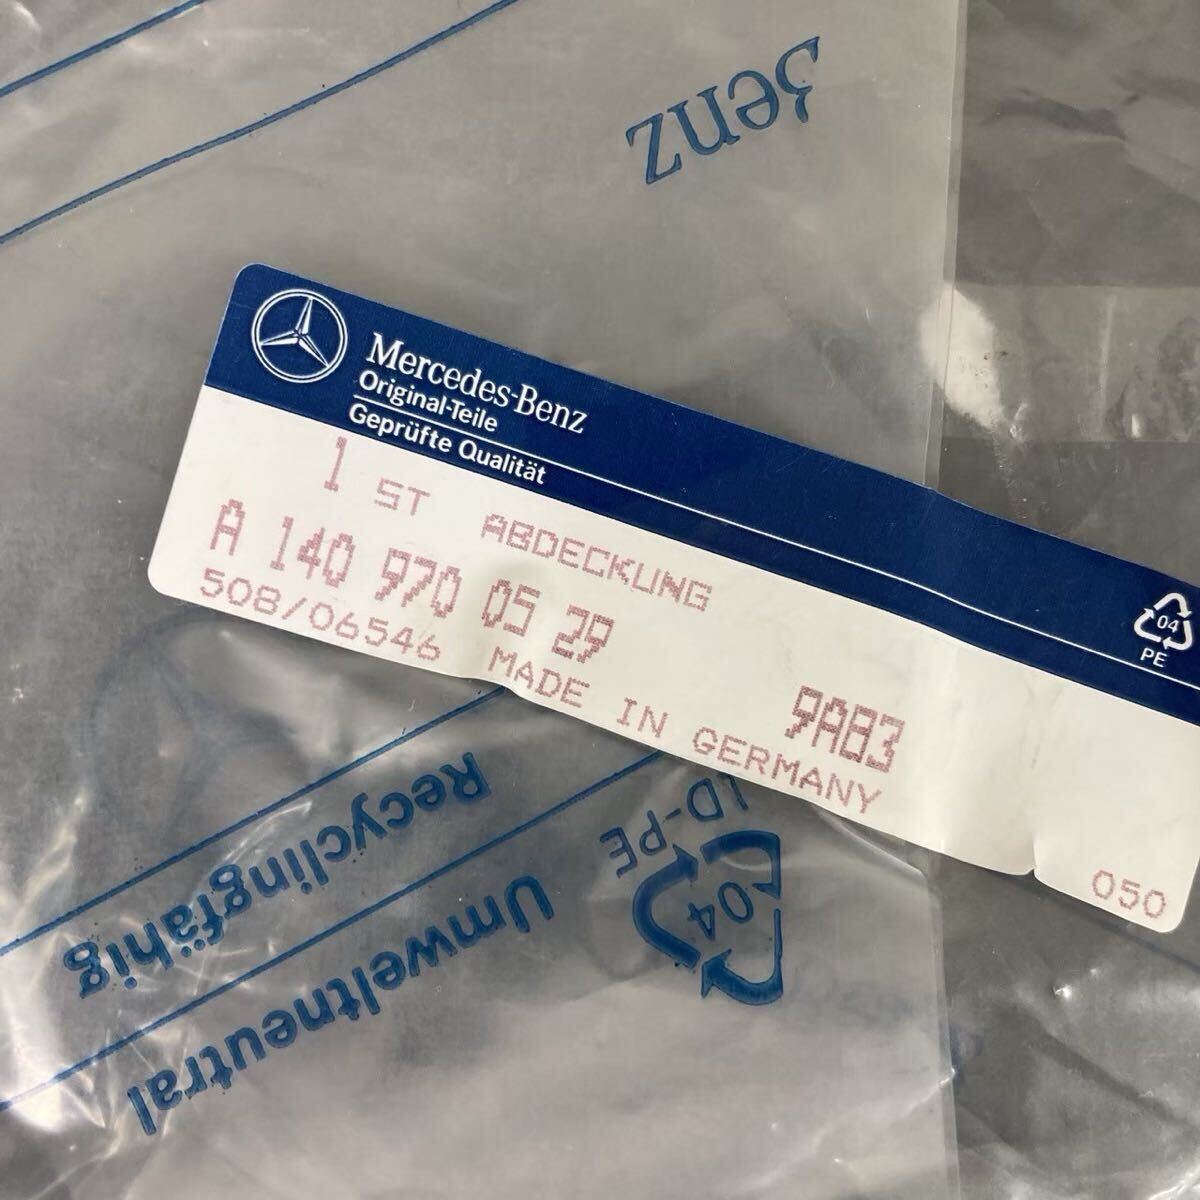 Benz
Mercedes-Benz
Original-Teile
Geprüfte Qualität
1 ST ABDECKUNG
A 140 970 05 29
9A83
508/06546 MADE IN GERMANY
050
04
PE
LD-PE
04
Recyclingfähig
Umweltneutral